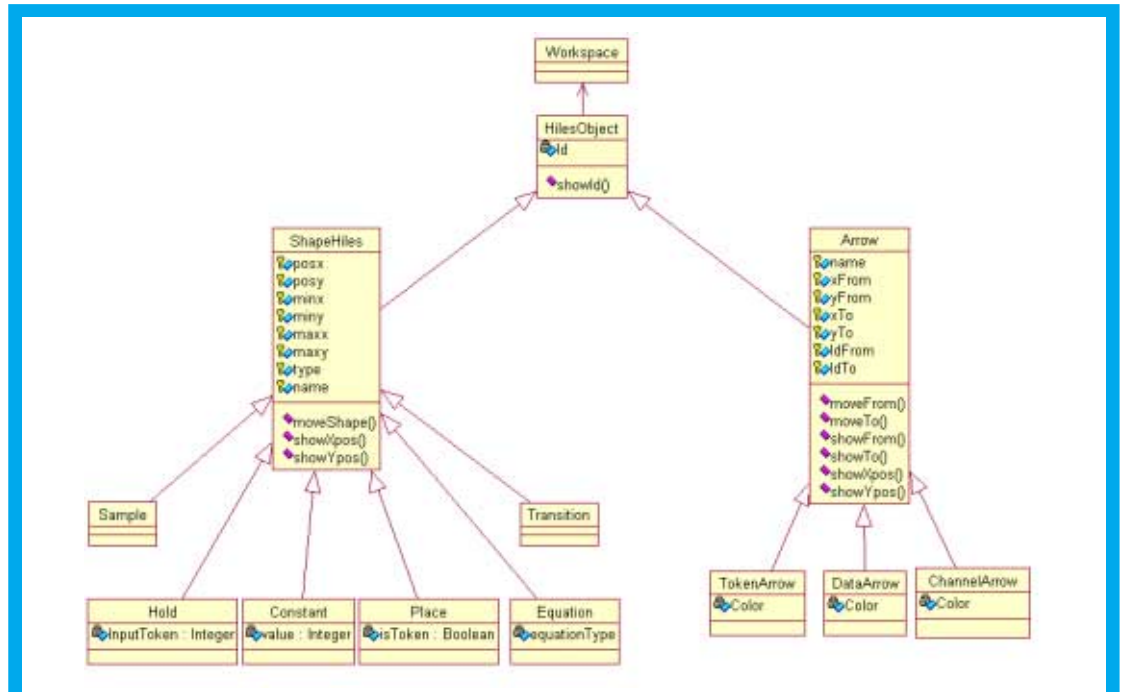 Workspace
HilesObject
Id
showId()
ShapeHiles
posx
posy
minx
miny
maxx
maxy
type
name
moveShape()
showXpos()
showYpos()
Arrow
name
xFrom
yFrom
xTo
yTo
IdFrom
IdTo
moveFrom()
moveTo()
showFrom()
showTo()
showXpos()
showYpos()
Sample
Transition
Hold
InputToken : Integer
Constant
value : Integer
Place
isToken : Boolean
Equation
equationType
TokenArrow
Color
DataArrow
Color
ChannelArrow
Color